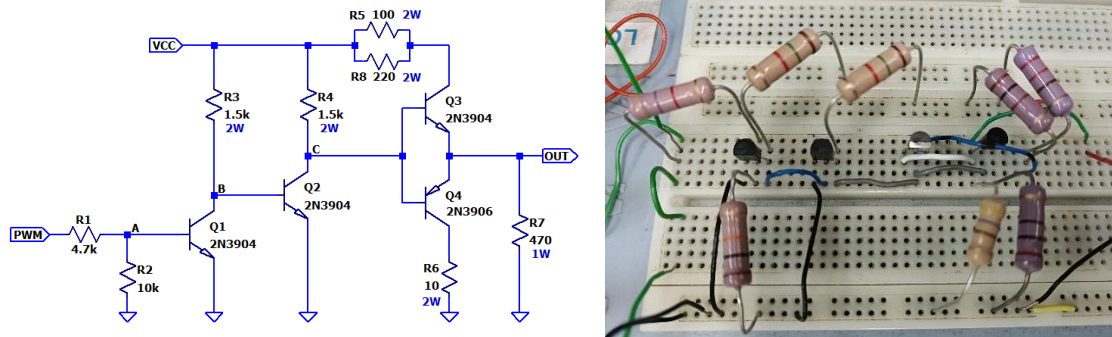 R5 100 2W
VCC
R8 220 2W
R3
1.5k
2W
R4
1.5k
2W
Q3
2N3904
C
OUT
B
Q4
2N3906
Q2
2N3904
R1
4.7k
PWM
A
Q1
2N3904
R2
10k
R6
10
2W
R7
470
1W